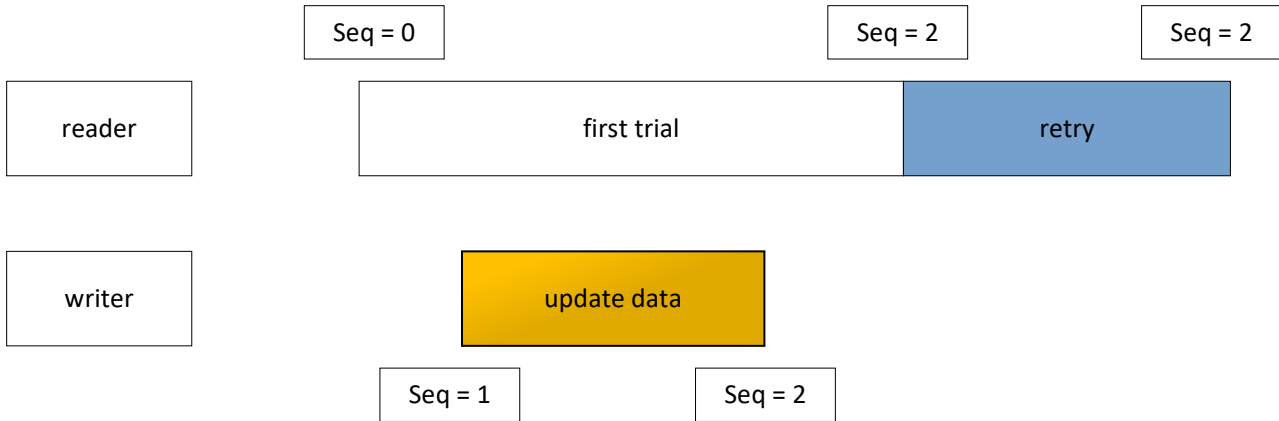 Seq = 0
Seq = 2
Seq = 2
reader
first trial
retry
writer
update data
Seq = 1
Seq = 2